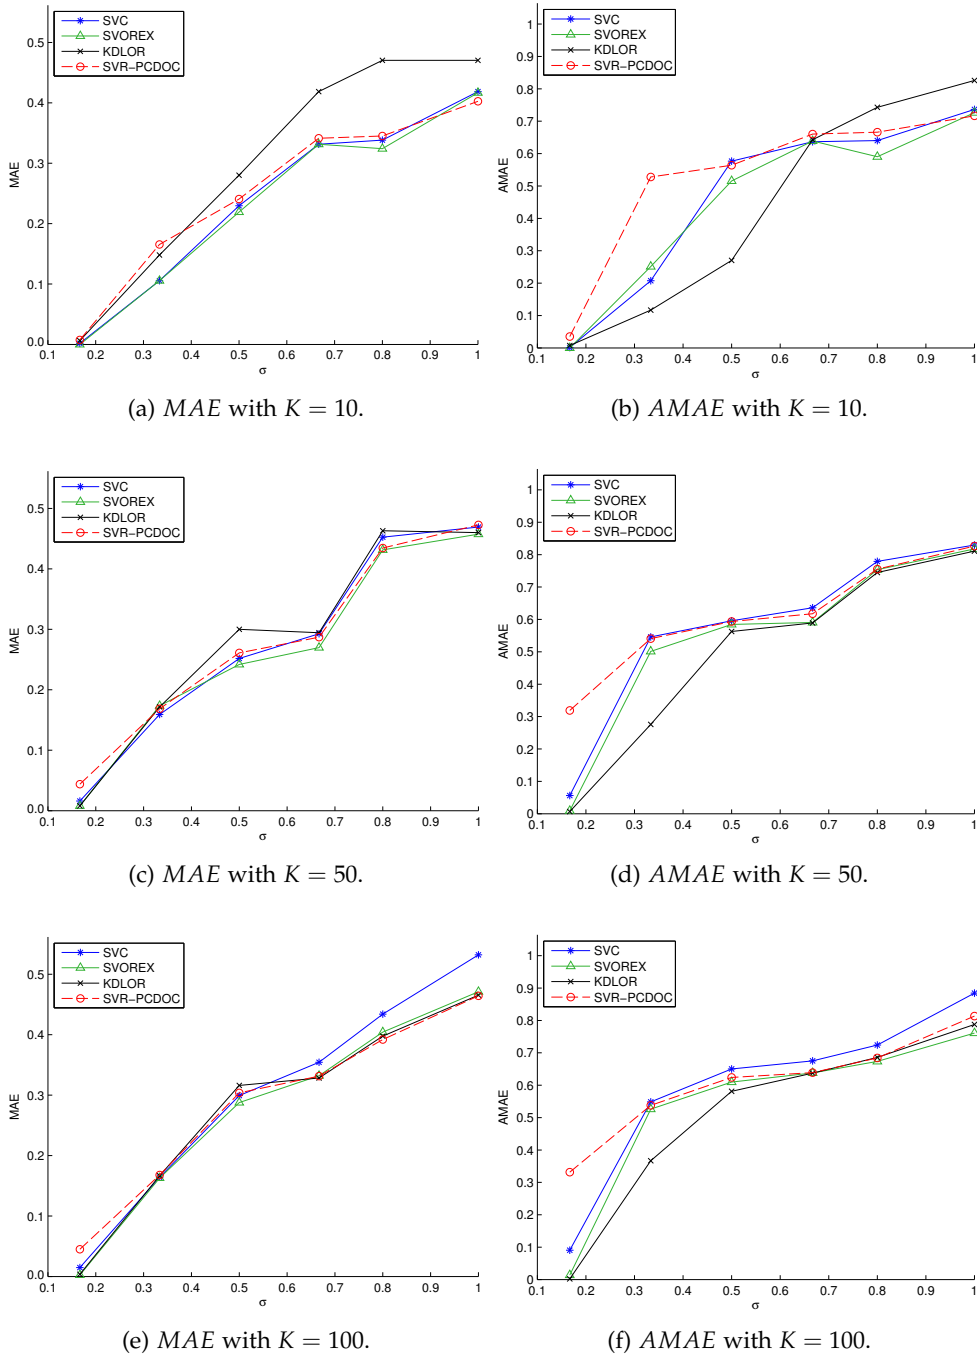 SVC
SVOREX
KDLOR
SVR-PCDOC
0.5
0.4
0.3
0.2
0.1
0.0
MAE
0.1 0.2 0.3 0.4 0.5 0.6 0.7 0.8 0.9 1
σ
(a) MAE with K = 10.
SVC
SVOREX
KDLOR
SVR-PCDOC
1
0.9
0.8
0.7
0.6
0.5
0.4
0.3
0.2
0.1
0
AMAE
0.1 0.2 0.3 0.4 0.5 0.6 0.7 0.8 0.9 1
σ
(b) AMAE with K = 10.
SVC
SVOREX
KDLOR
SVR-PCDOC
0.5
0.4
0.3
0.2
0.1
0.0
MAE
0.1 0.2 0.3 0.4 0.5 0.6 0.7 0.8 0.9 1
σ
(c) MAE with K = 50.
SVC
SVOREX
KDLOR
SVR-PCDOC
1
0.9
0.8
0.7
0.6
0.5
0.4
0.3
0.2
0.1
0
AMAE
0.1 0.2 0.3 0.4 0.5 0.6 0.7 0.8 0.9 1
σ
(d) AMAE with K = 50.
SVC
SVOREX
KDLOR
SVR-PCDOC
0.5
0.4
0.3
0.2
0.1
0.0
MAE
0.1 0.2 0.3 0.4 0.5 0.6 0.7 0.8 0.9 1
σ
(e) MAE with K = 100.
SVC
SVOREX
KDLOR
SVR-PCDOC
1
0.9
0.8
0.7
0.6
0.5
0.4
0.3
0.2
0.1
0
AMAE
0.1 0.2 0.3 0.4 0.5 0.6 0.7 0.8 0.9 1
σ
(f) AMAE with K = 100.